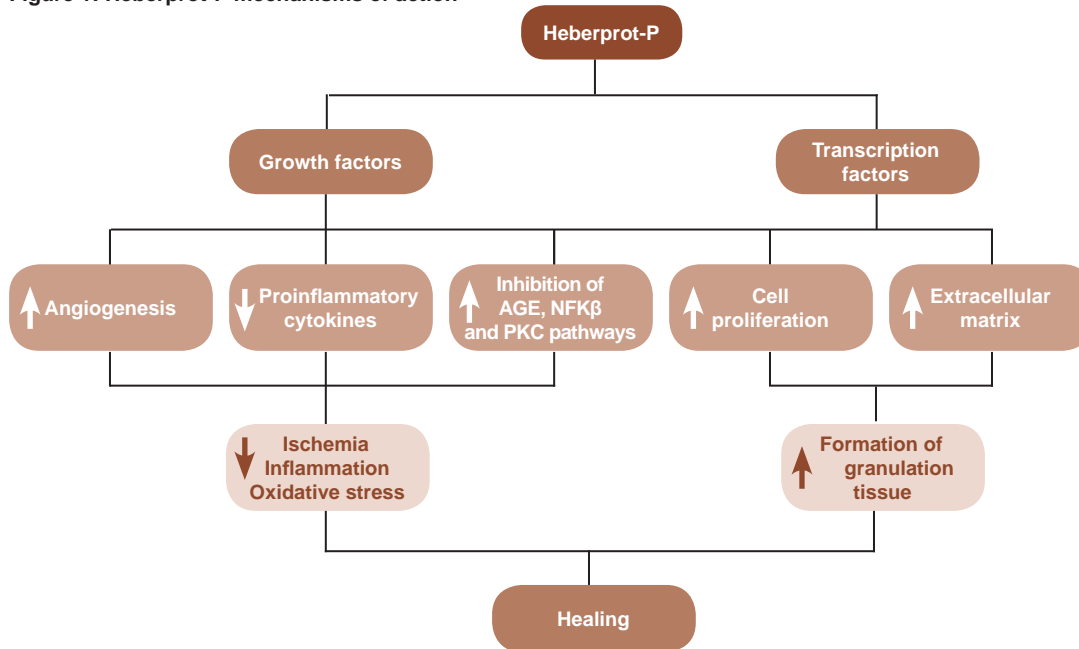 Heberprot-P
Growth factors
Transcription
factors
Angiogenesis
Proinflammatory
cytokines
Inhibition of
AGE, NFKβ
and PKC pathways
Cell
proliferation
Extracellular
matrix
Ischemia
Inflammation
Oxidative stress
Formation of
granulation
tissue
Healing